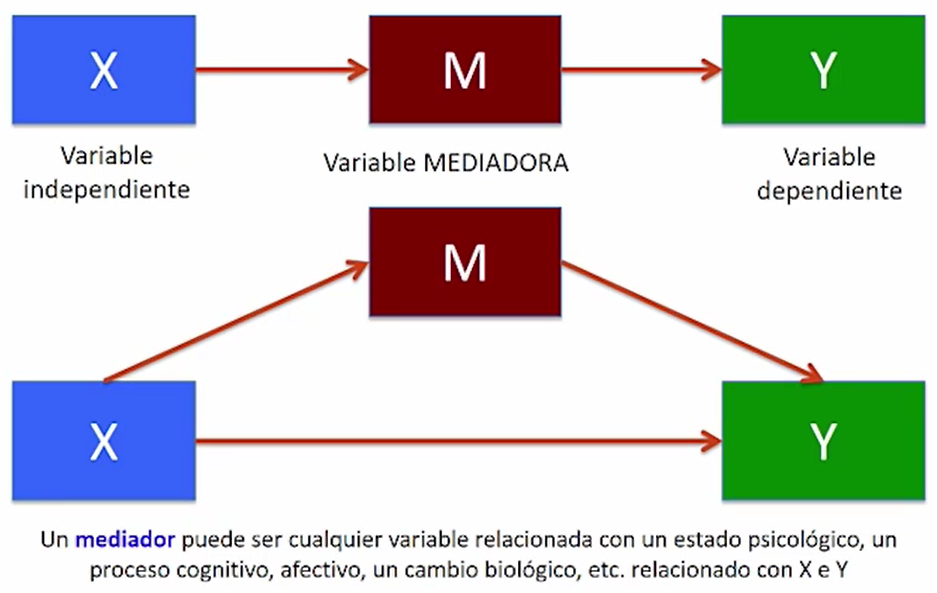 X
M
Y
Variable
independiente
Variable MEDIADORA
Variable
dependiente
M
X
Y
Un mediador puede ser cualquier variable relacionada con un estado psicológico, un
proceso cognitivo, afectivo, un cambio biológico, etc. relacionado con X e Y